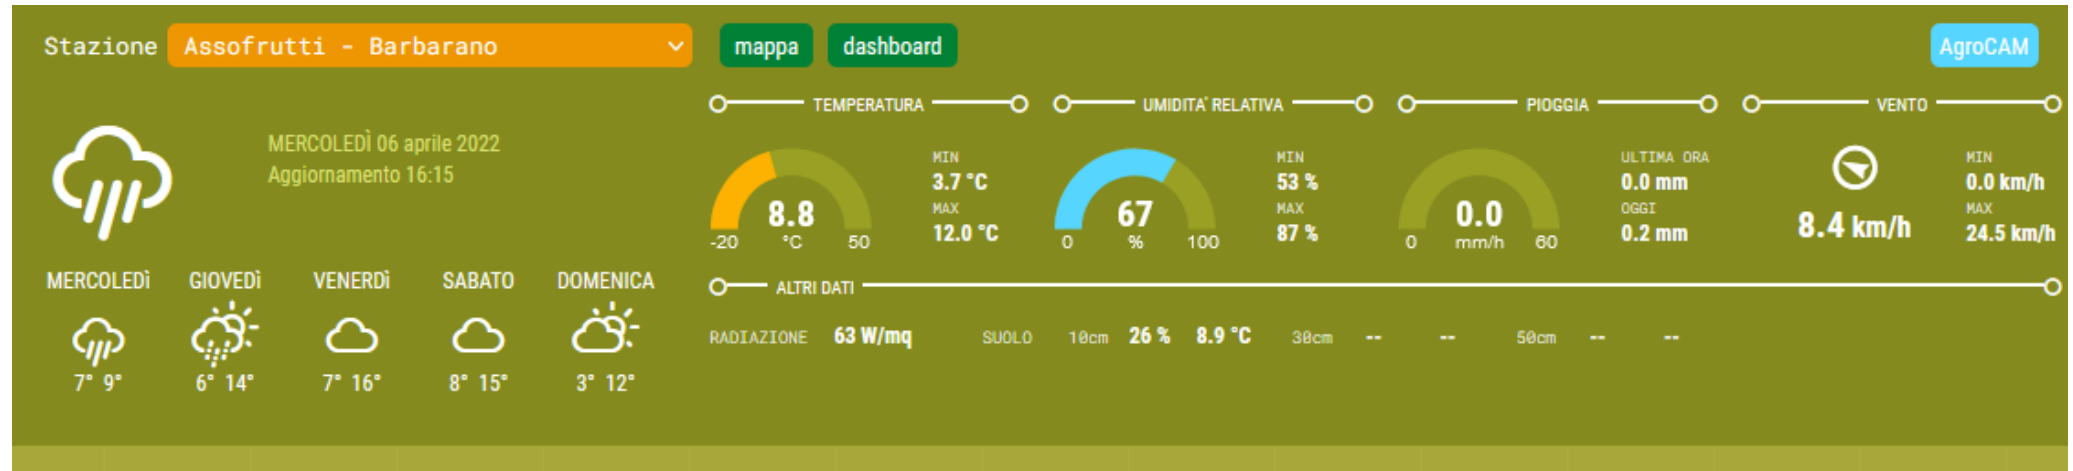 Stazione Assofrutti - Barbarano mappa dashboard AgroCAM
MERCOLEDÌ 06 aprile 2022
Aggiornamento 16:15
MERCOLEDÌ GIOVEDÌ VENERDÌ SABATO DOMENICA
7° 9° 6° 14° 7° 16° 8° 15° 3° 12°
TEMPERATURA
8.8
°C
-20 50
MIN
3.7 °C
MAX
12.0 °C
UMIDITA' RELATIVA
67
%
0 100
MIN
53 %
MAX
87 %
PIOGGIA
0.0
mm/h
0 60
ULTIMA ORA
0.0 mm
OGGI
0.2 mm
VENTO
8.4 km/h
MIN
0.0 km/h
MAX
24.5 km/h
ALTRI DATI
RADIAZIONE 63 W/mq SUOLO 10cm 26 % 8.9 °C 30cm -- -- 50cm -- --